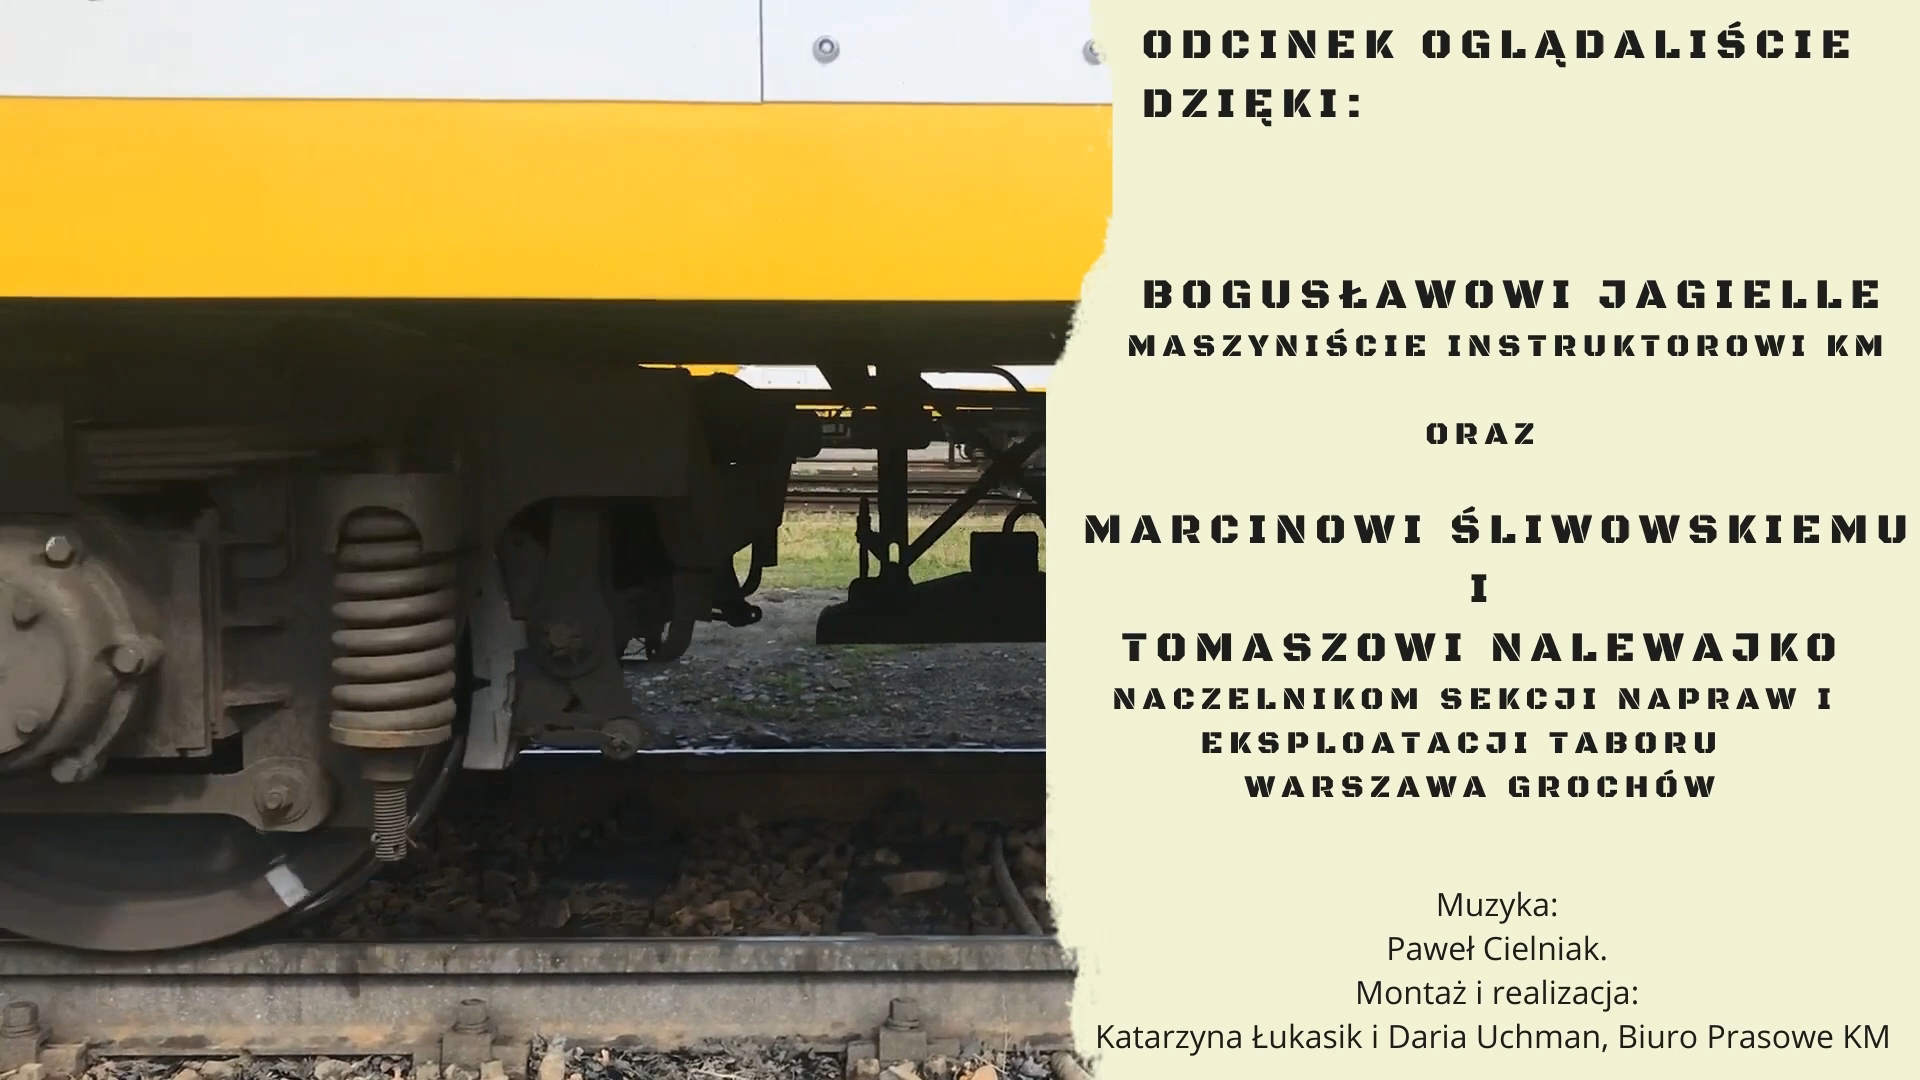 ODCINEK OGLĄDALIŚCIE
DZIĘKI:
BOGUSŁAWOWI JAGIELLE
MASZYNIŚCIE INSTRUKTOROWI KM
ORAZ
MARCINOWI ŚLIWOWSKIEMU
I
TOMASZOWI NALEWAJKO
NACZELNIKOM SEKCJI NAPRAW I
EKSPLOATACJI TABORU
WARSZAWA GROCHÓW
Muzyka:
Paweł Cielniak.
Montaż i realizacja:
Katarzyna Łukasik i Daria Uchman, Biuro Prasowe KM